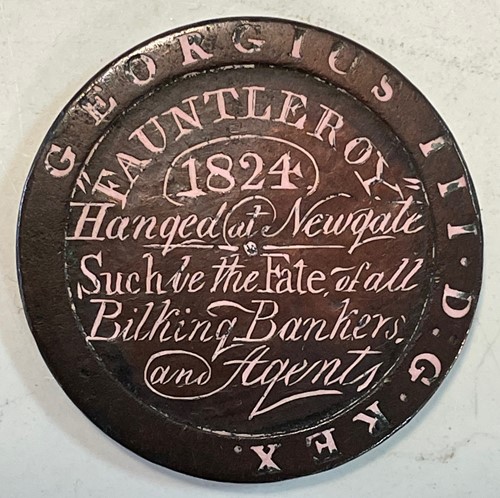 GEORGIUS III·D·G·REX.
"FAUNTLEROY"
1824
Hanged at Newgate
Such be the Fate of all
Bilking Bankers.
and Agents